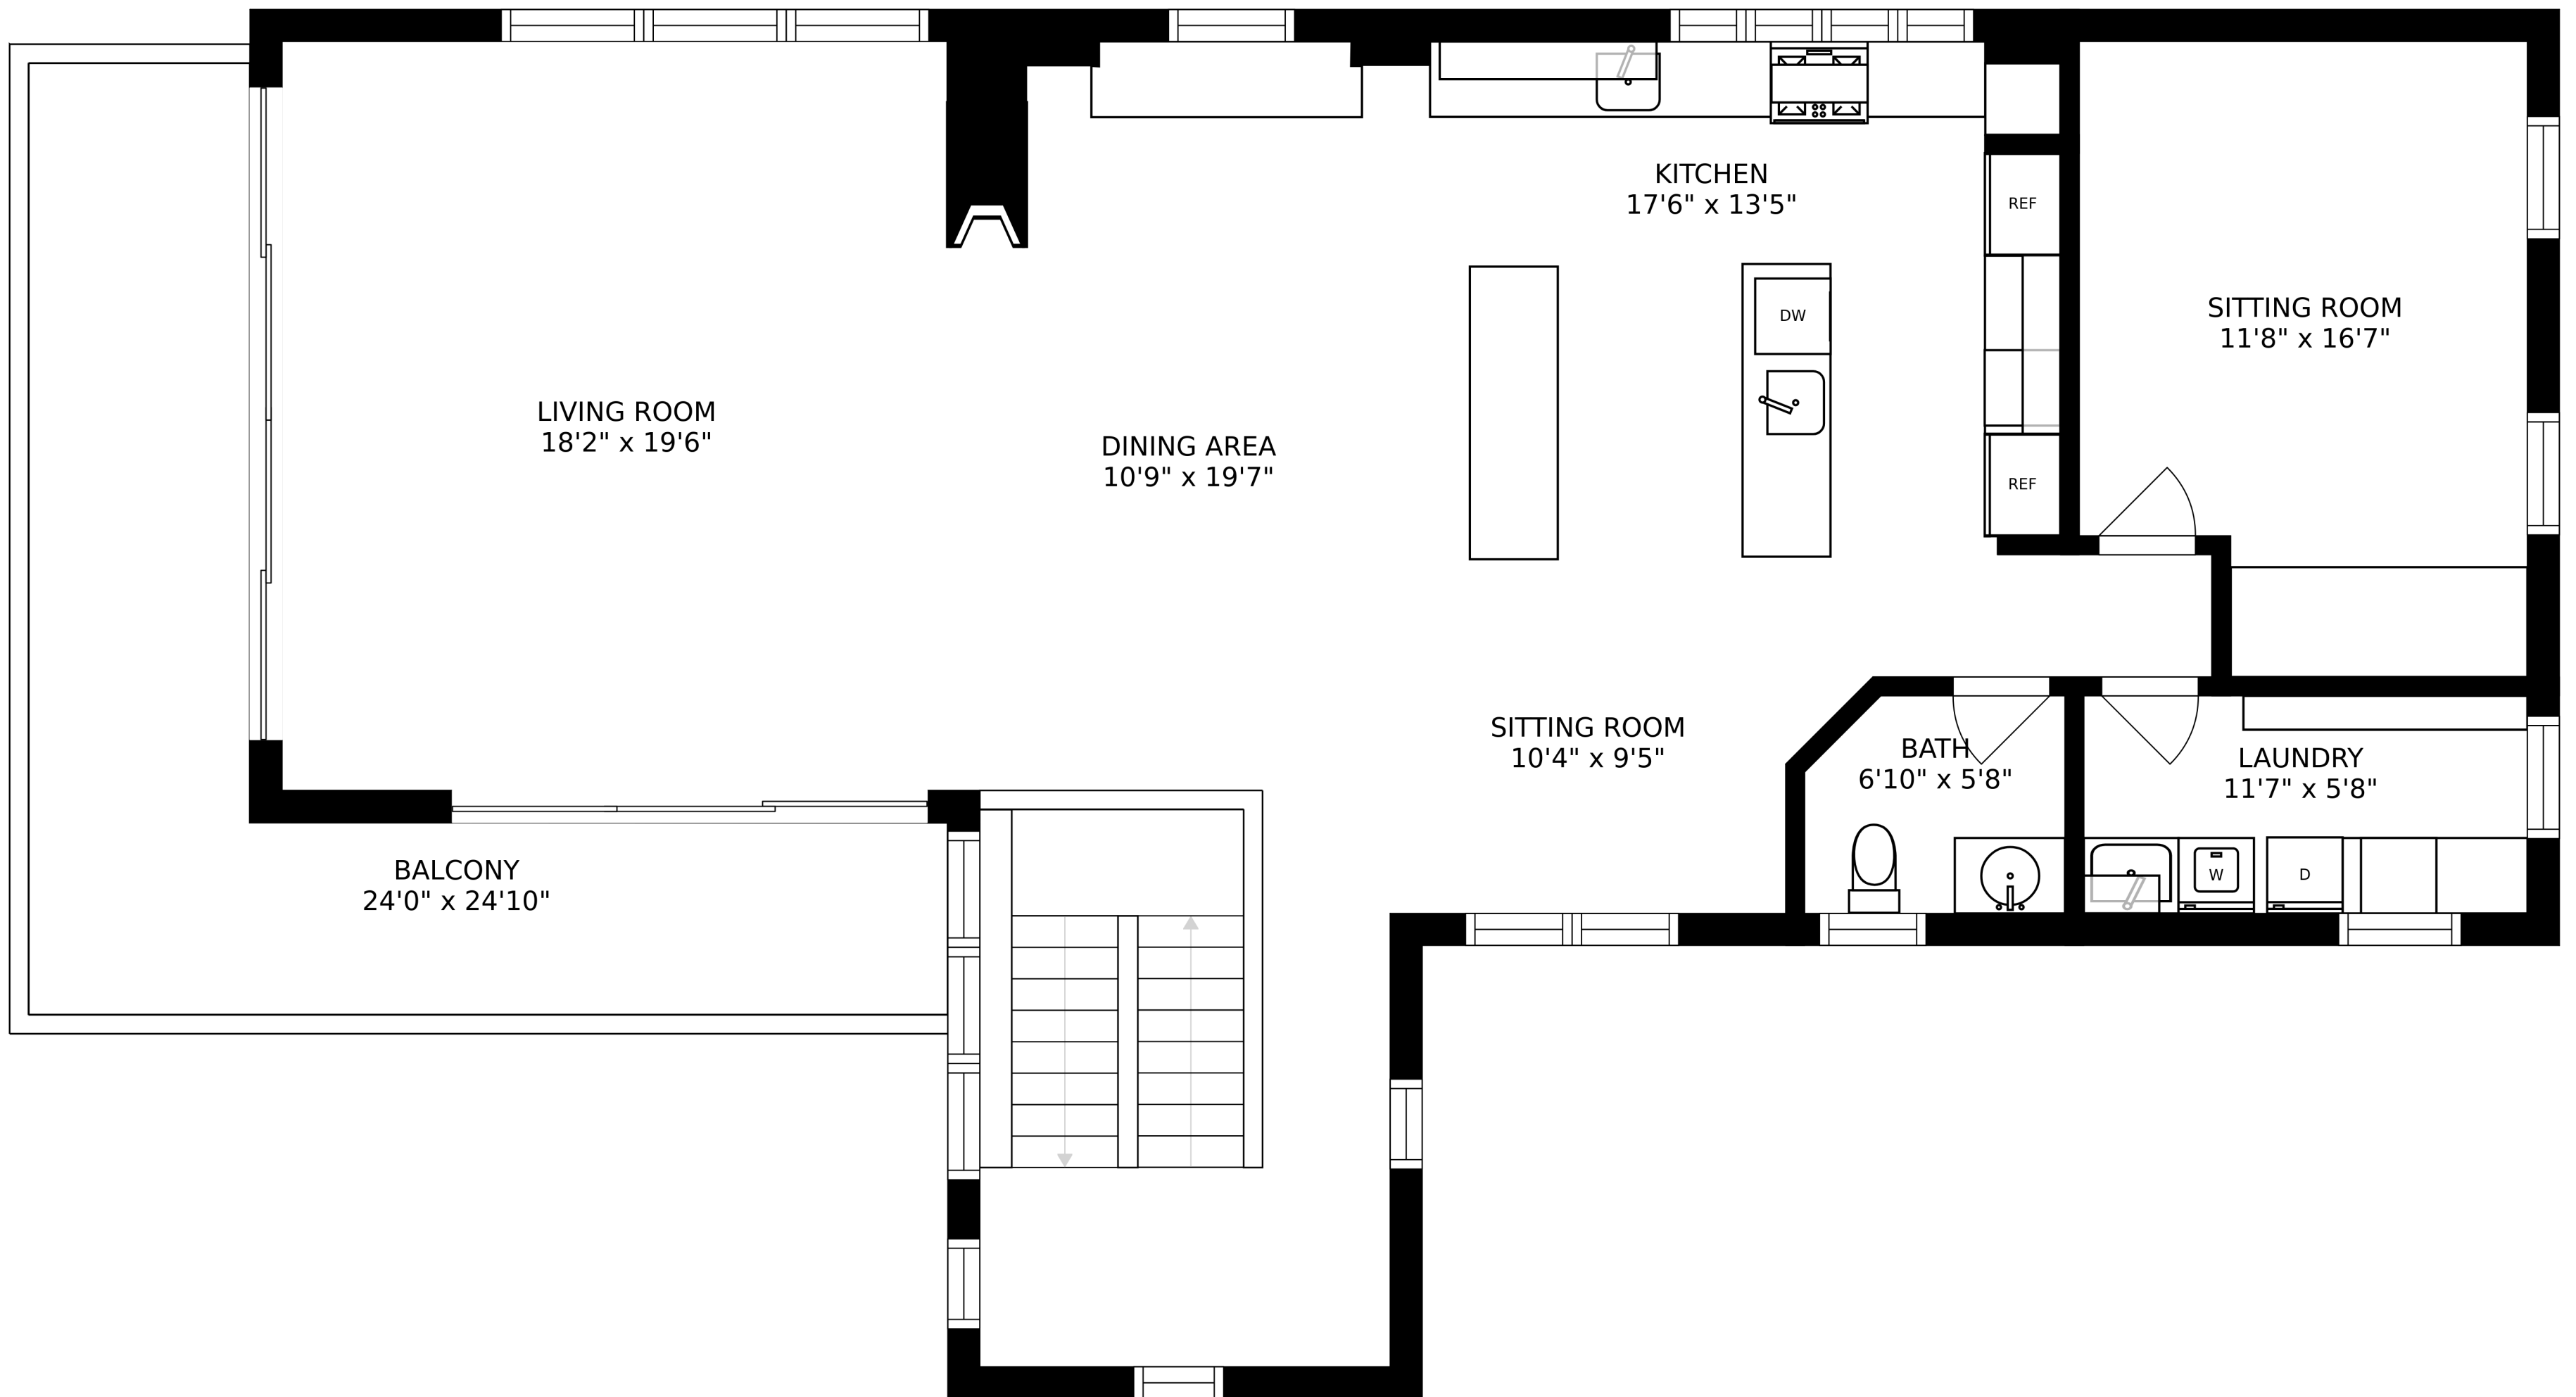 KITCHEN
17'6" x 13'5"
REF
SITTING ROOM
11'8" x 16'7"
DW
LIVING ROOM
18'2" x 19'6"
DINING AREA
10'9" x 19'7"
REF
SITTING ROOM
10'4" x 9'5"
BATH
6'10" x 5'8"
LAUNDRY
11'7" x 5'8"
BALCONY
24'0" x 24'10"
W
D